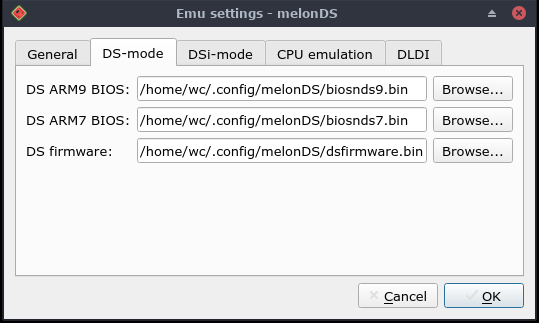 Emu settings - melonDS
General DS-mode DSi-mode CPU emulation DLDI
DS ARM9 BIOS: /home/wc/.config/melonDS/biosnds9.bin Browse...
DS ARM7 BIOS: /home/wc/.config/melonDS/biosnds7.bin Browse...
DS firmware: /home/wc/.config/melonDS/dsfirmware.bin Browse...
Cancel OK